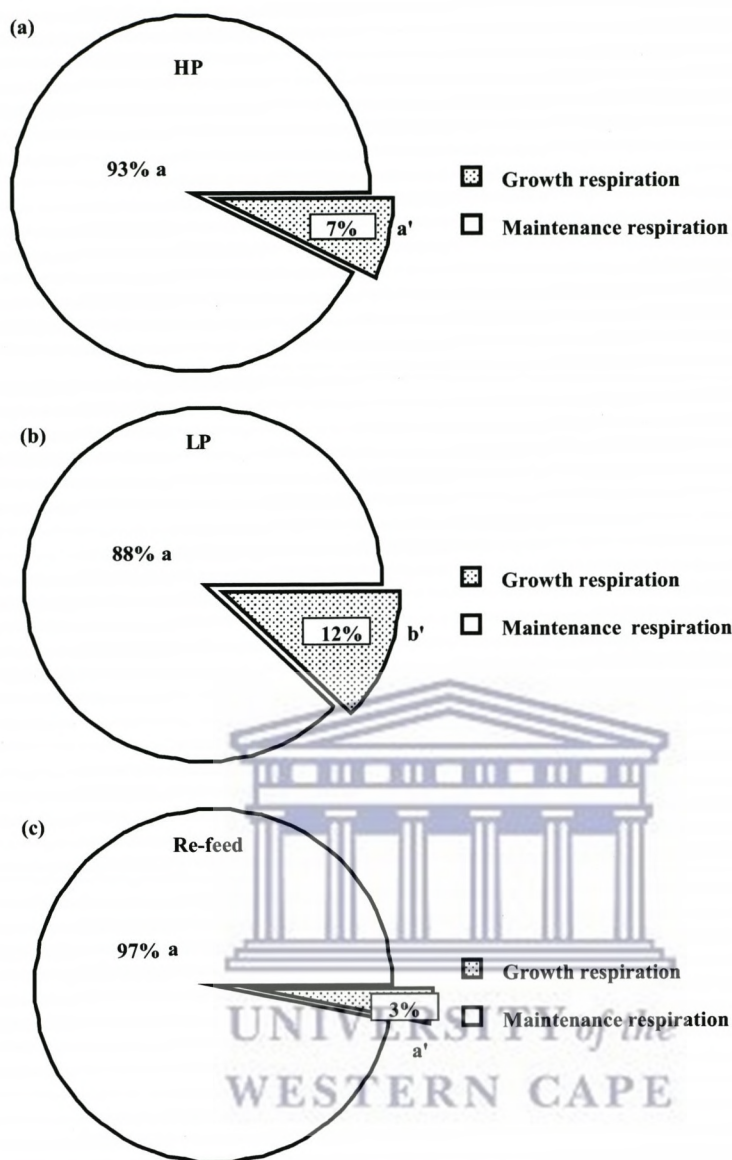 (a)
HP
93% a
7%
a'
Growth respiration
Maintenance respiration
(b)
LP
88% a
12%
b'
Growth respiration
Maintenance respiration
(c)
Re-feed
97% a
3%
a'
Growth respiration
Maintenance respiration
UNIVERSITY of the
WESTERN CAPE